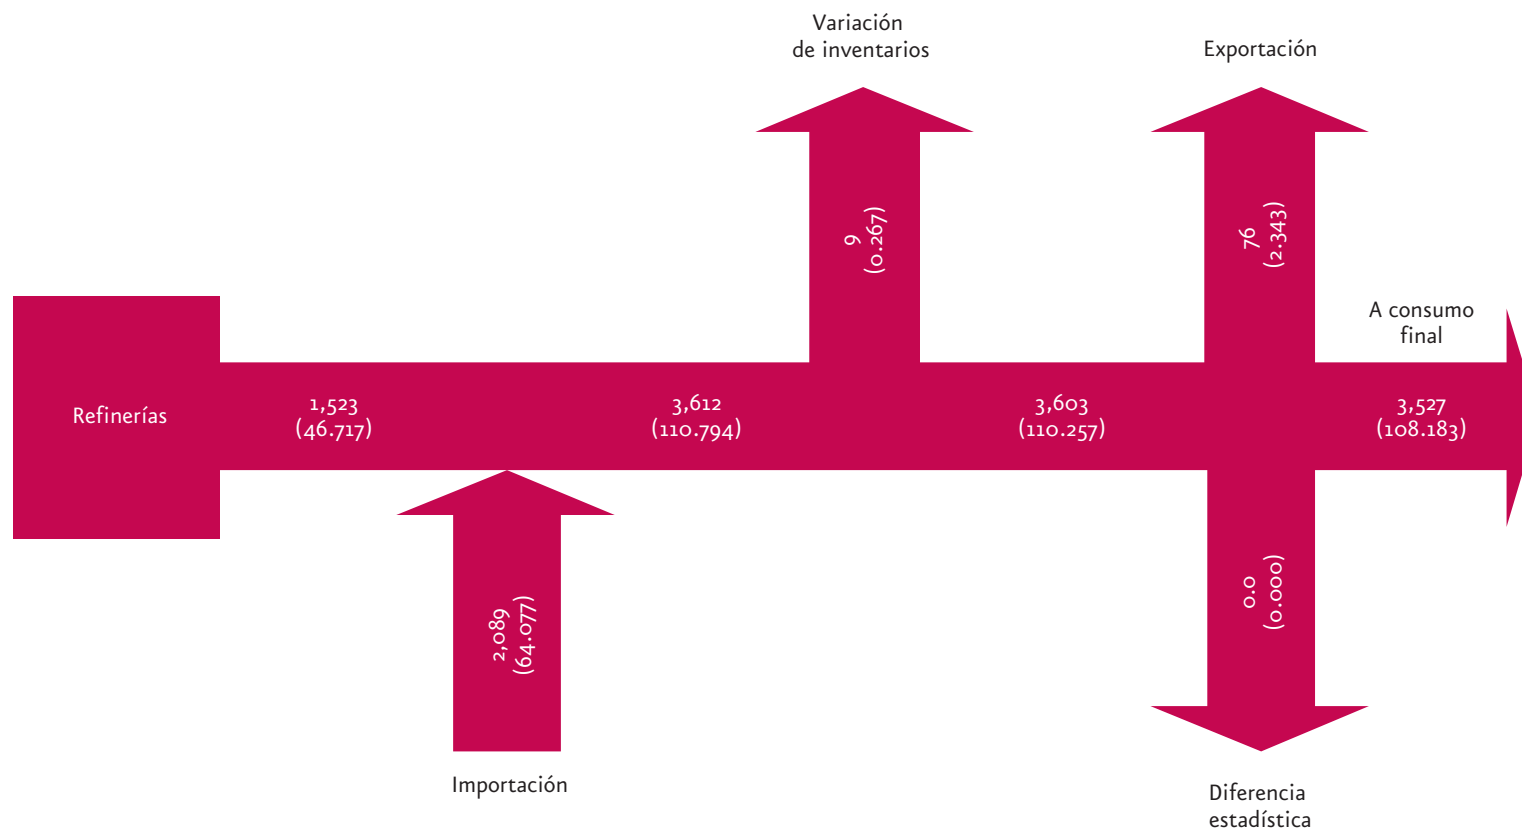 Variación
de inventarios
Exportación
9
(0.267)
76
(2.343)
A consumo
final
Refinerías
1,523
(46.717)
3,612
(110.794)
3,603
(110.257)
3,527
(108.183)
2,089
(64.077)
0.0
(0.000)
Importación
Diferencia
estadística